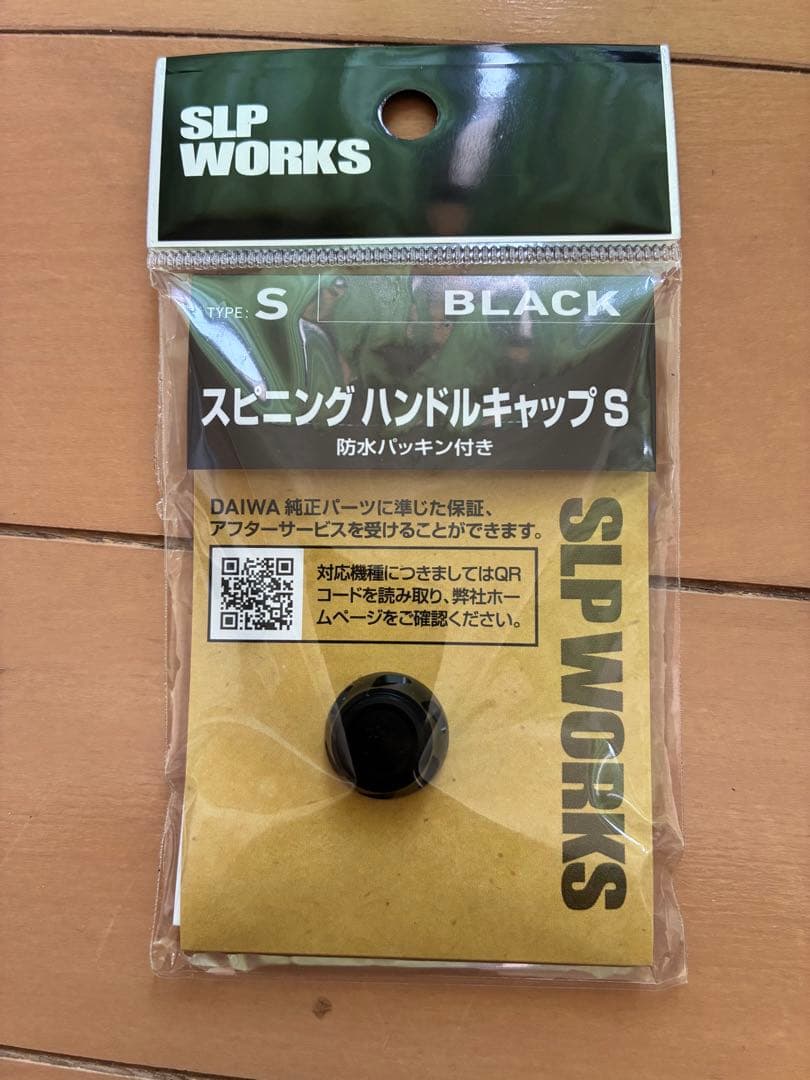 SLP
WORKS
TYPE: S
BLACK
スピニング ハンドルキャップ S
防水パッキン付き
DAIWA 純正パーツに準じた保証、
アフターサービスを受けることができます。
対応機種につきましてはQR
コードを読み取り、弊社ホー
ムページをご確認ください。
SLP WORKS